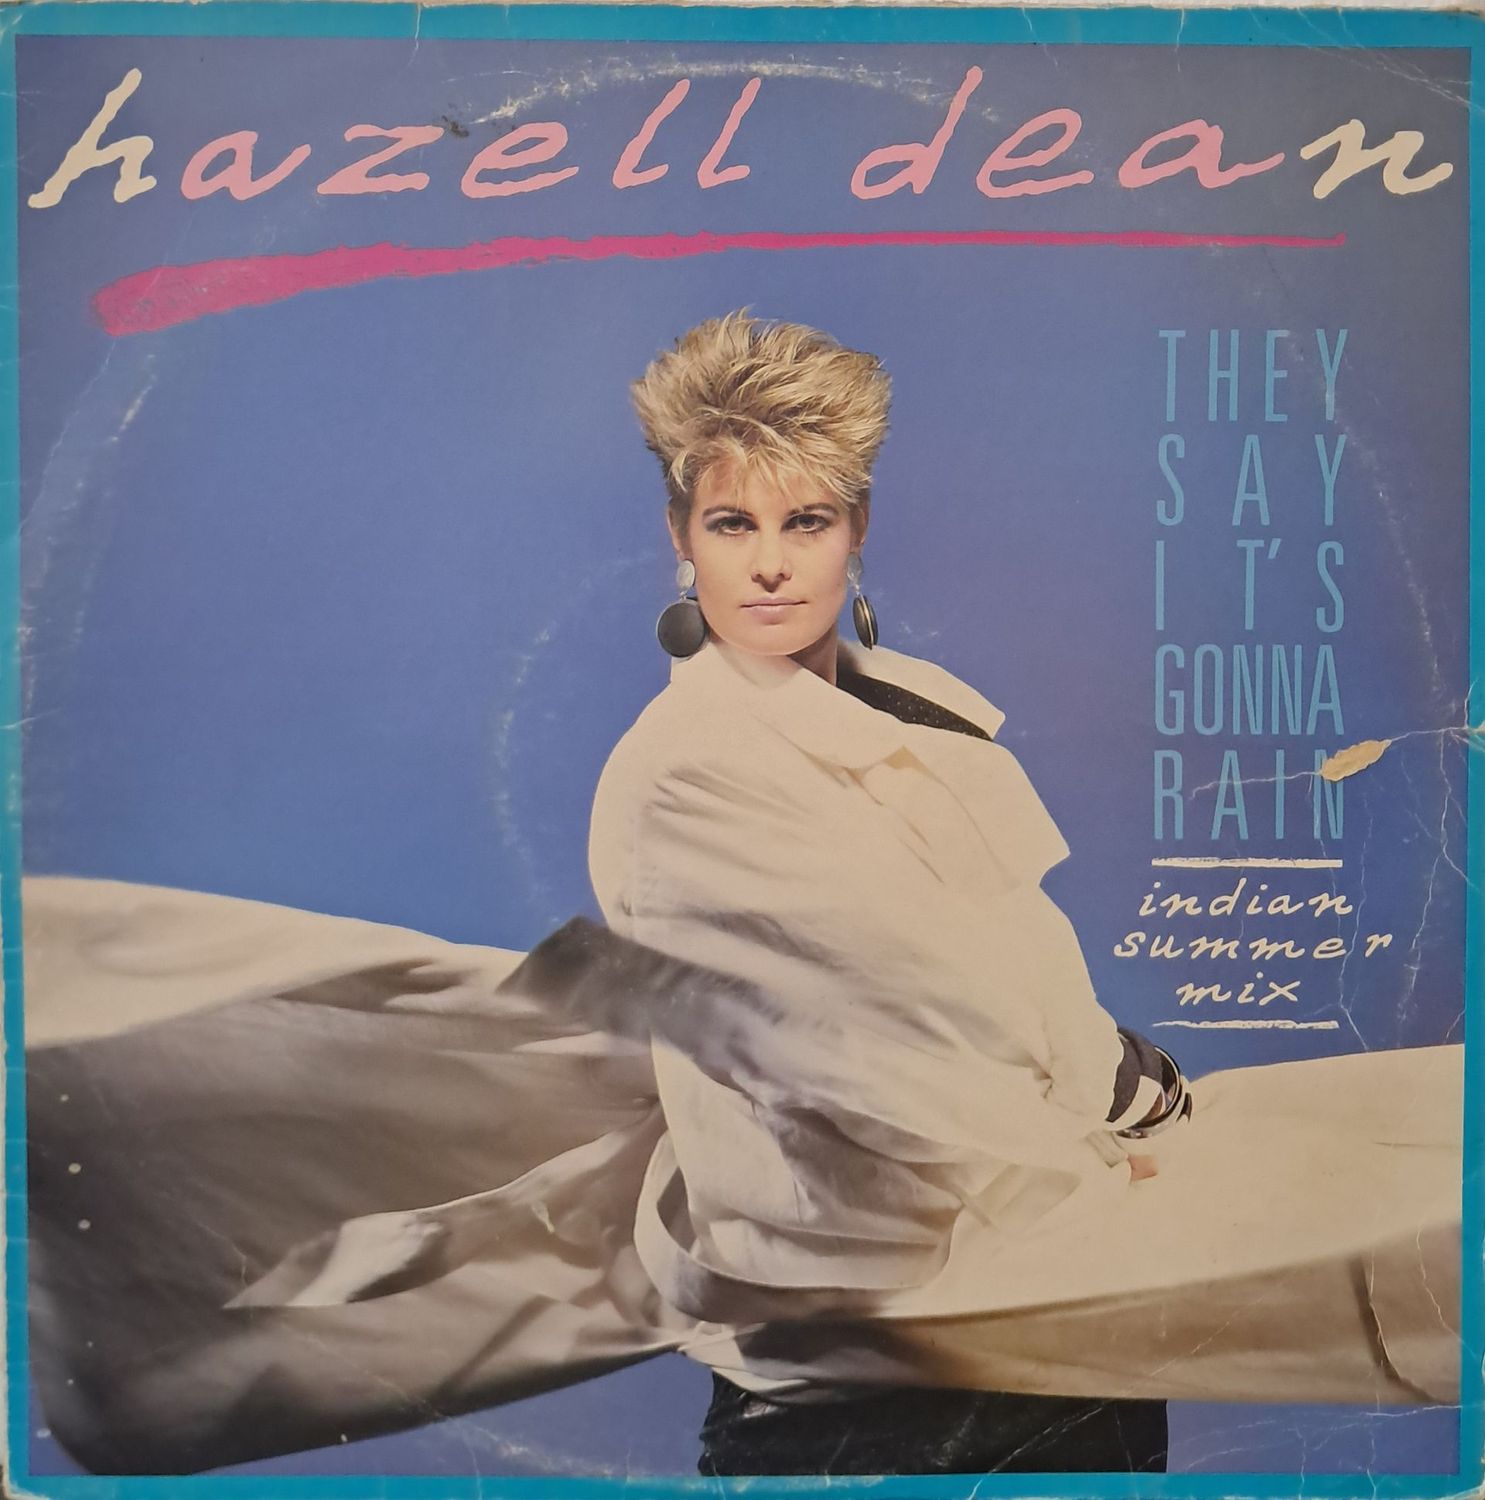 hazell dean
THEY
SAY
IT'S
GONNA
RAIN
indian
summer
mix